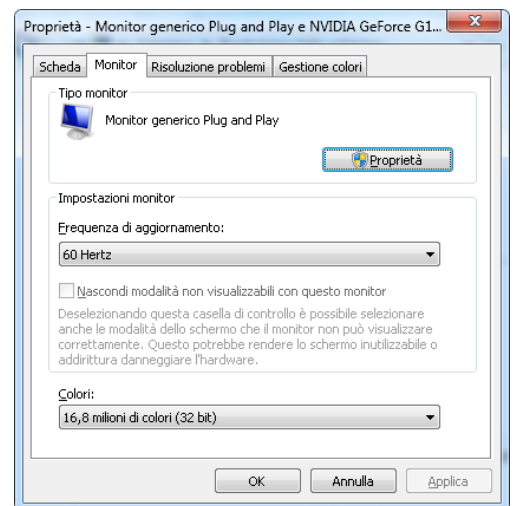 Proprietà - Monitor generico Plug and Play e NVIDIA GeForce G1...
Scheda Monitor Risoluzione problemi Gestione colori
Tipo monitor
Monitor generico Plug and Play
Proprietà
Impostazioni monitor
Frequenza di aggiornamento:
60 Hertz
Nascondi modalità non visualizzabili con questo monitor
Deselezionando questa casella di controllo è possibile selezionare
anche le modalità dello schermo che il monitor non può visualizzare
correttamente. Questo potrebbe rendere lo schermo inutilizzabile o
addirittura danneggiare l'hardware.
Colori:
16,8 milioni di colori (32 bit)
OK Annulla Applica